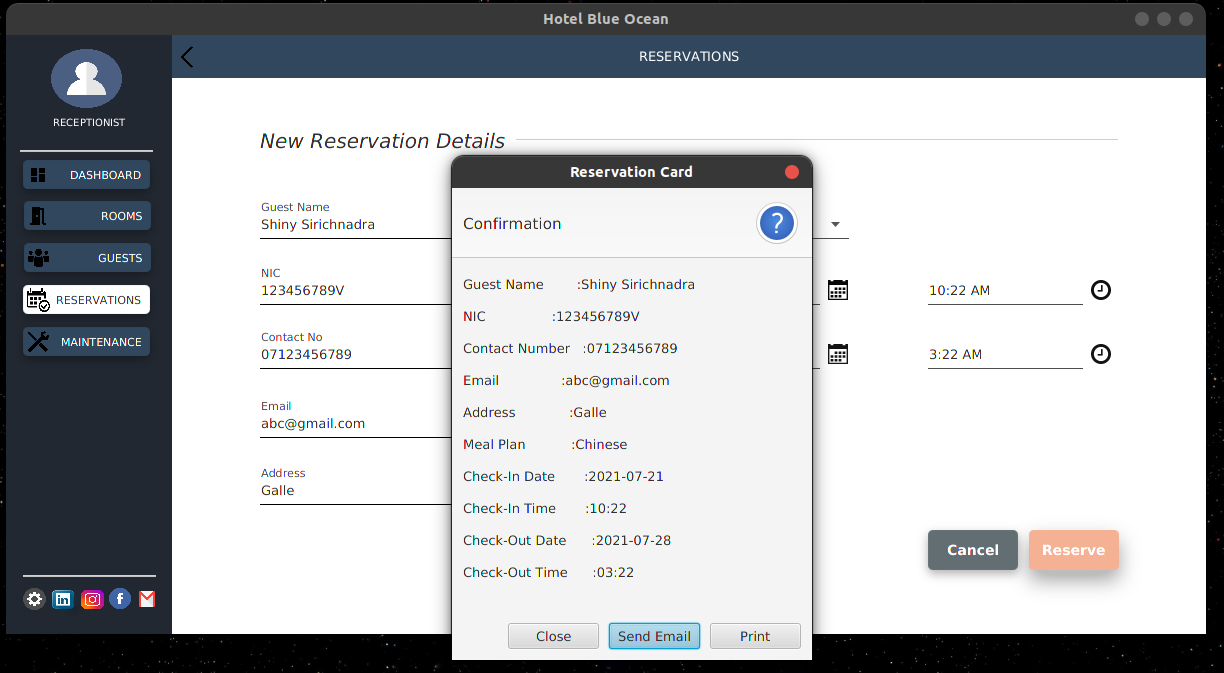 Hotel Blue Ocean
RECEPTIONIST
DASHBOARD
ROOMS
GUESTS
RESERVATIONS
MAINTENANCE
in
f
RESERVATIONS
New Reservation Details
Guest Name
Shiny Sirichnadra
NIC
123456789V
10:22 AM
Contact No
07123456789
3:22 AM
Email
abc@gmail.com
Address
Galle
Cancel
Reserve
Reservation Card
Confirmation
?
Guest Name :Shiny Sirichnadra
NIC :123456789V
Contact Number :07123456789
Email :abc@gmail.com
Address :Galle
Meal Plan :Chinese
Check-In Date :2021-07-21
Check-In Time :10:22
Check-Out Date :2021-07-28
Check-Out Time :03:22
Close
Send Email
Print